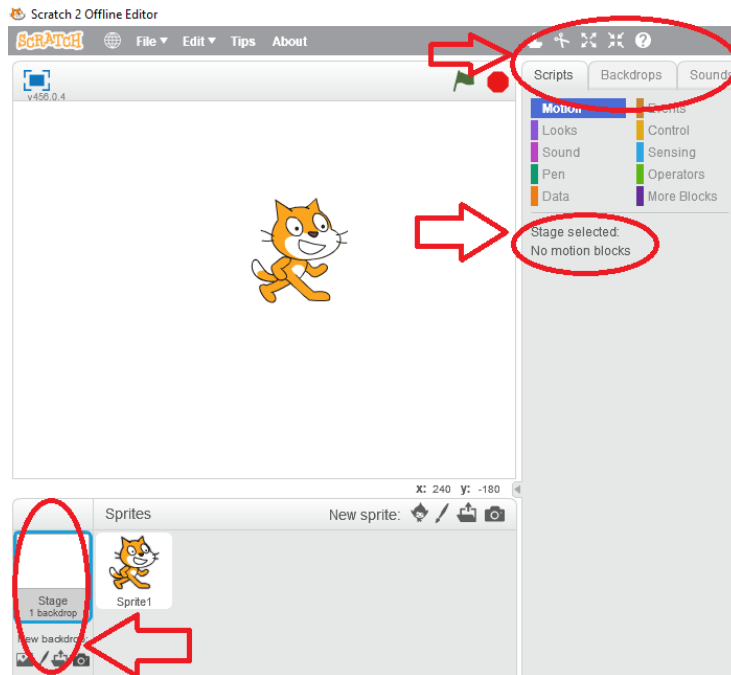 Scratch 2 Offline Editor
SCRATCH File Edit Tips About
v456.0.4
Scripts Backdrops Sounds
Motion Events
Looks Control
Sound Sensing
Pen Operators
Data More Blocks
Stage selected:
No motion blocks
X: 240 y: -180
Sprites New sprite:
Stage
1 backdrop
Sprite1
New backdrop: